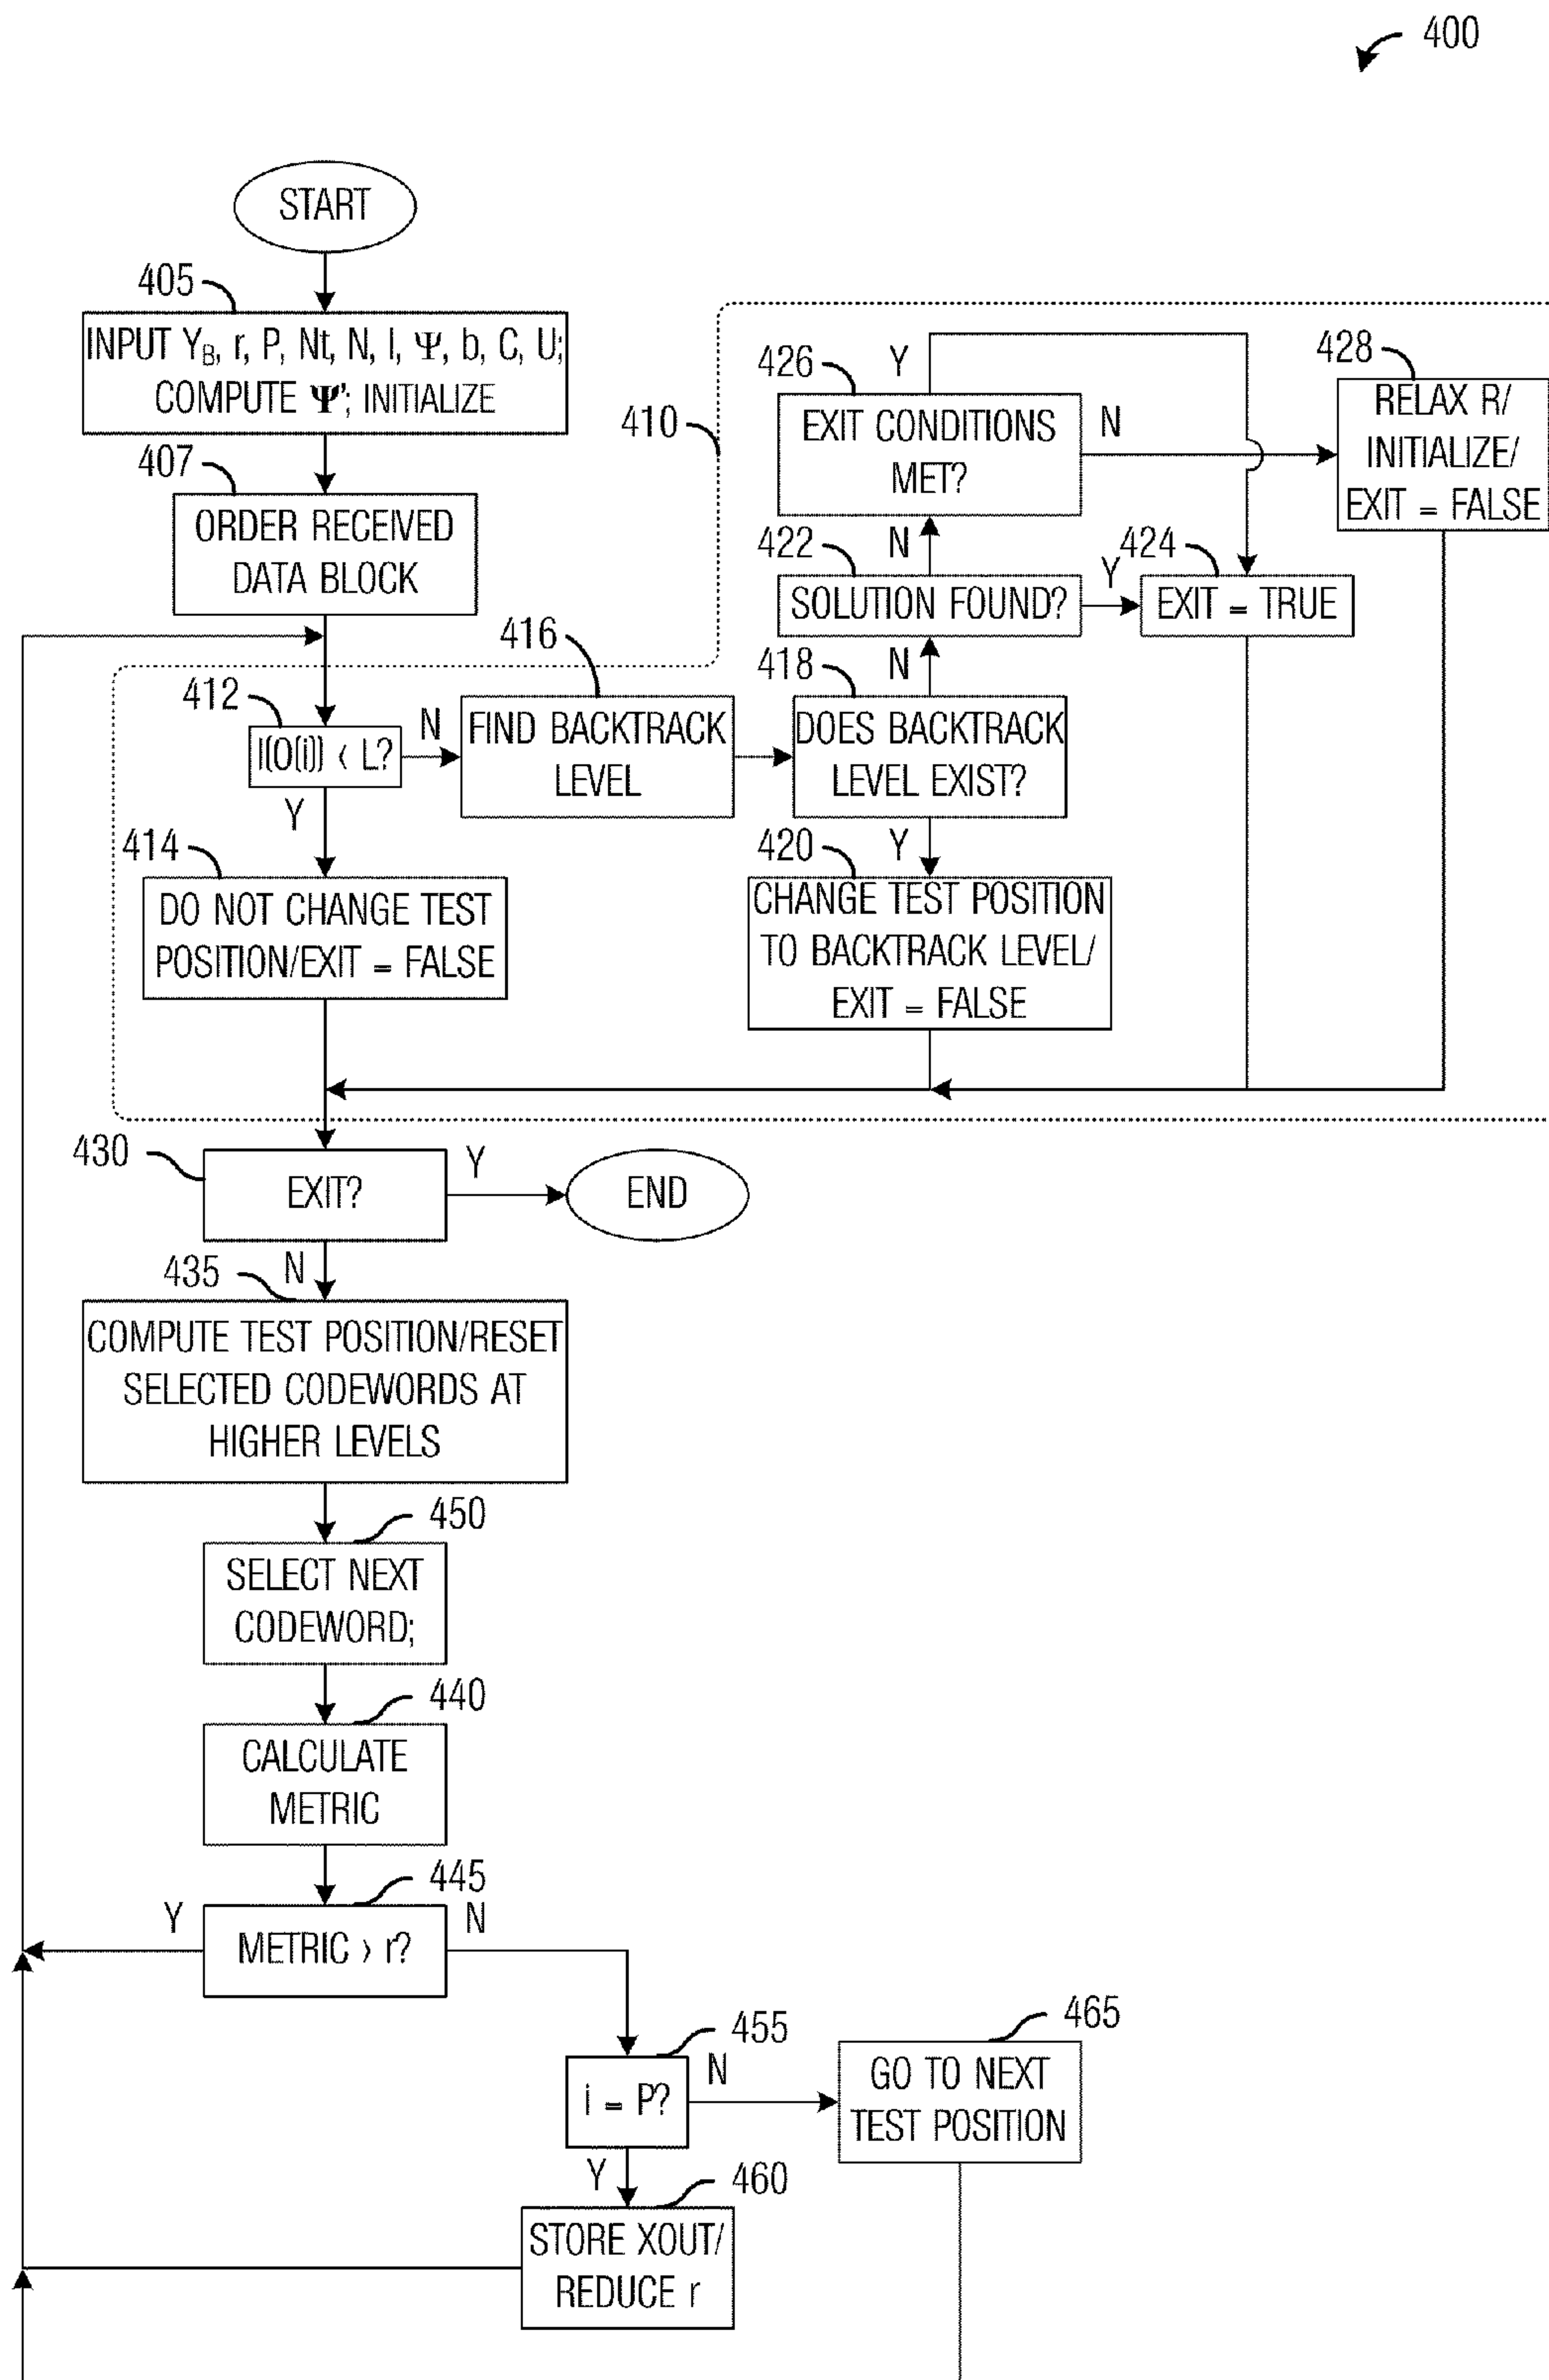 400
START
405
INPUT YB, r, P, Nt, N, I, Ψ, b, C, U;
COMPUTE Ψ'; INITIALIZE
407
ORDER RECEIVED
DATA BLOCK
410
412
I(O(i)) < L?
N
Y
414
DO NOT CHANGE TEST
POSITION/EXIT = FALSE
416
FIND BACKTRACK
LEVEL
418
DOES BACKTRACK
LEVEL EXIST?
N
Y
420
CHANGE TEST POSITION
TO BACKTRACK LEVEL/
EXIT = FALSE
422
SOLUTION FOUND?
N
Y
424
EXIT = TRUE
426
EXIT CONDITIONS
MET?
Y
N
428
RELAX R/
INITIALIZE/
EXIT = FALSE
430
EXIT?
Y
END
N
435
COMPUTE TEST POSITION/RESET
SELECTED CODEWORDS AT
HIGHER LEVELS
450
SELECT NEXT
CODEWORD;
440
CALCULATE
METRIC
445
METRIC > r?
Y
N
455
i = P?
N
Y
465
GO TO NEXT
TEST POSITION
460
STORE XOUT/
REDUCE r